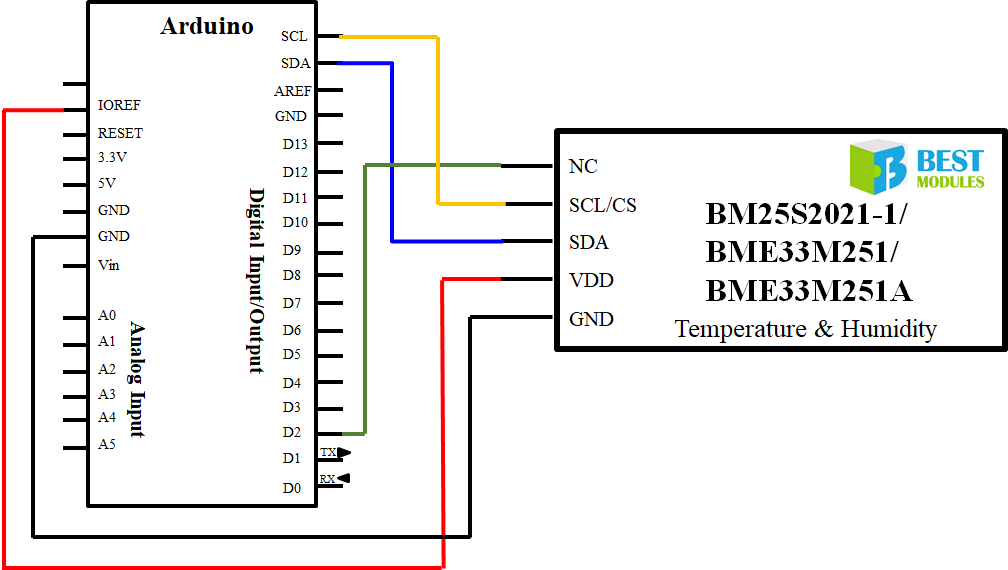 Arduino
SCL
SDA
AREF
GND
D13
D12
D11
D10
D9
D8
D7
D6
D5
D4
D3
D2
D1
D0
TX
RX
IOREF
RESET
3.3V
5V
GND
GND
Vin
A0
A1
A2
A3
A4
A5
Analog Input
Digital Input/Output
NC
SCL/CS
SDA
VDD
GND
BEST
MODULES
BM25S2021-1/
BME33M251/
BME33M251A
Temperature & Humidity